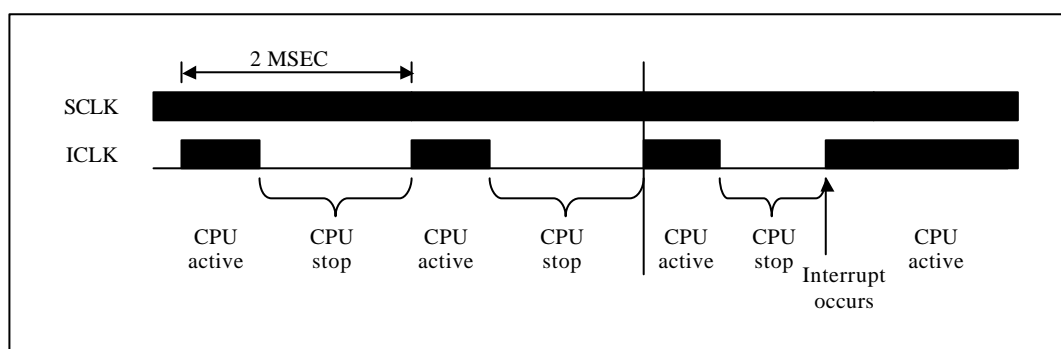 2 MSEC
SCLK
ICLK
CPU
active
CPU
stop
CPU
active
CPU
stop
CPU
active
CPU
stop
Interrupt
occurs
CPU
active